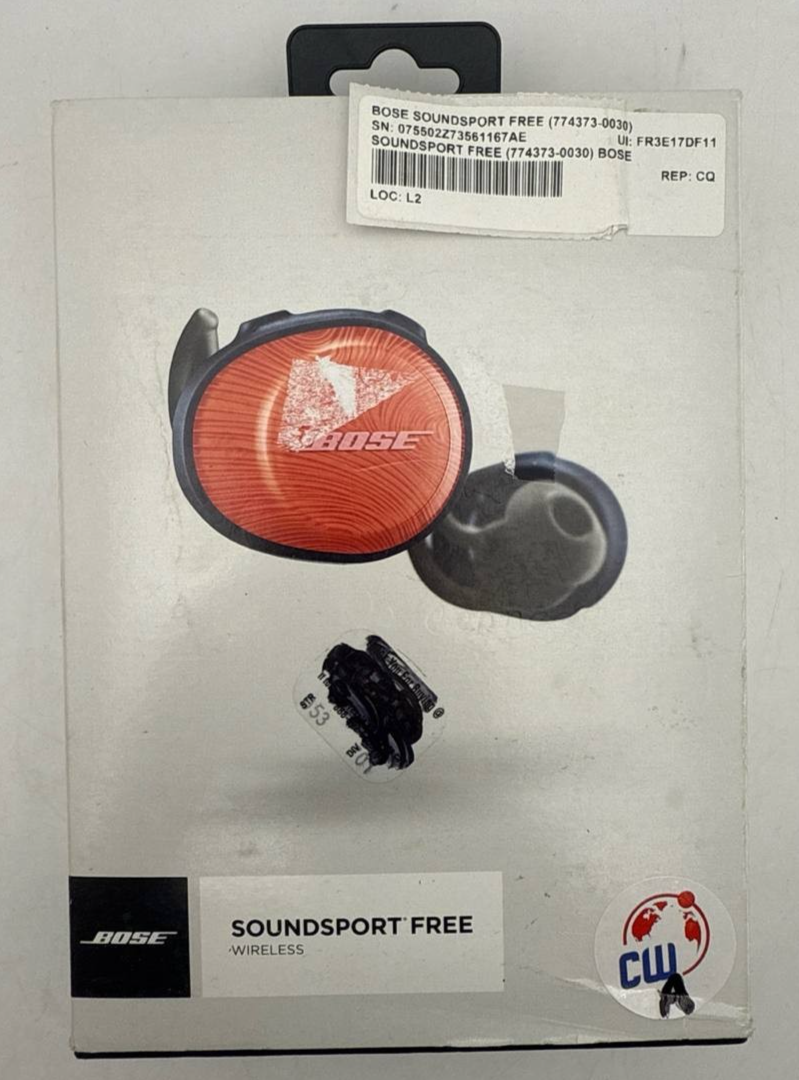 BOSE SOUNDSPORT FREE (774373-0030)
SN: 075502Z73561167AE UI: FR3E17DF11
SOUNDSPORT FREE (774373-0030) BOSE
REP: CQ
LOC: L2
BOSE
STR
53
DIV
07
BOSE
SOUNDSPORT FREE
WIRELESS
CW
A